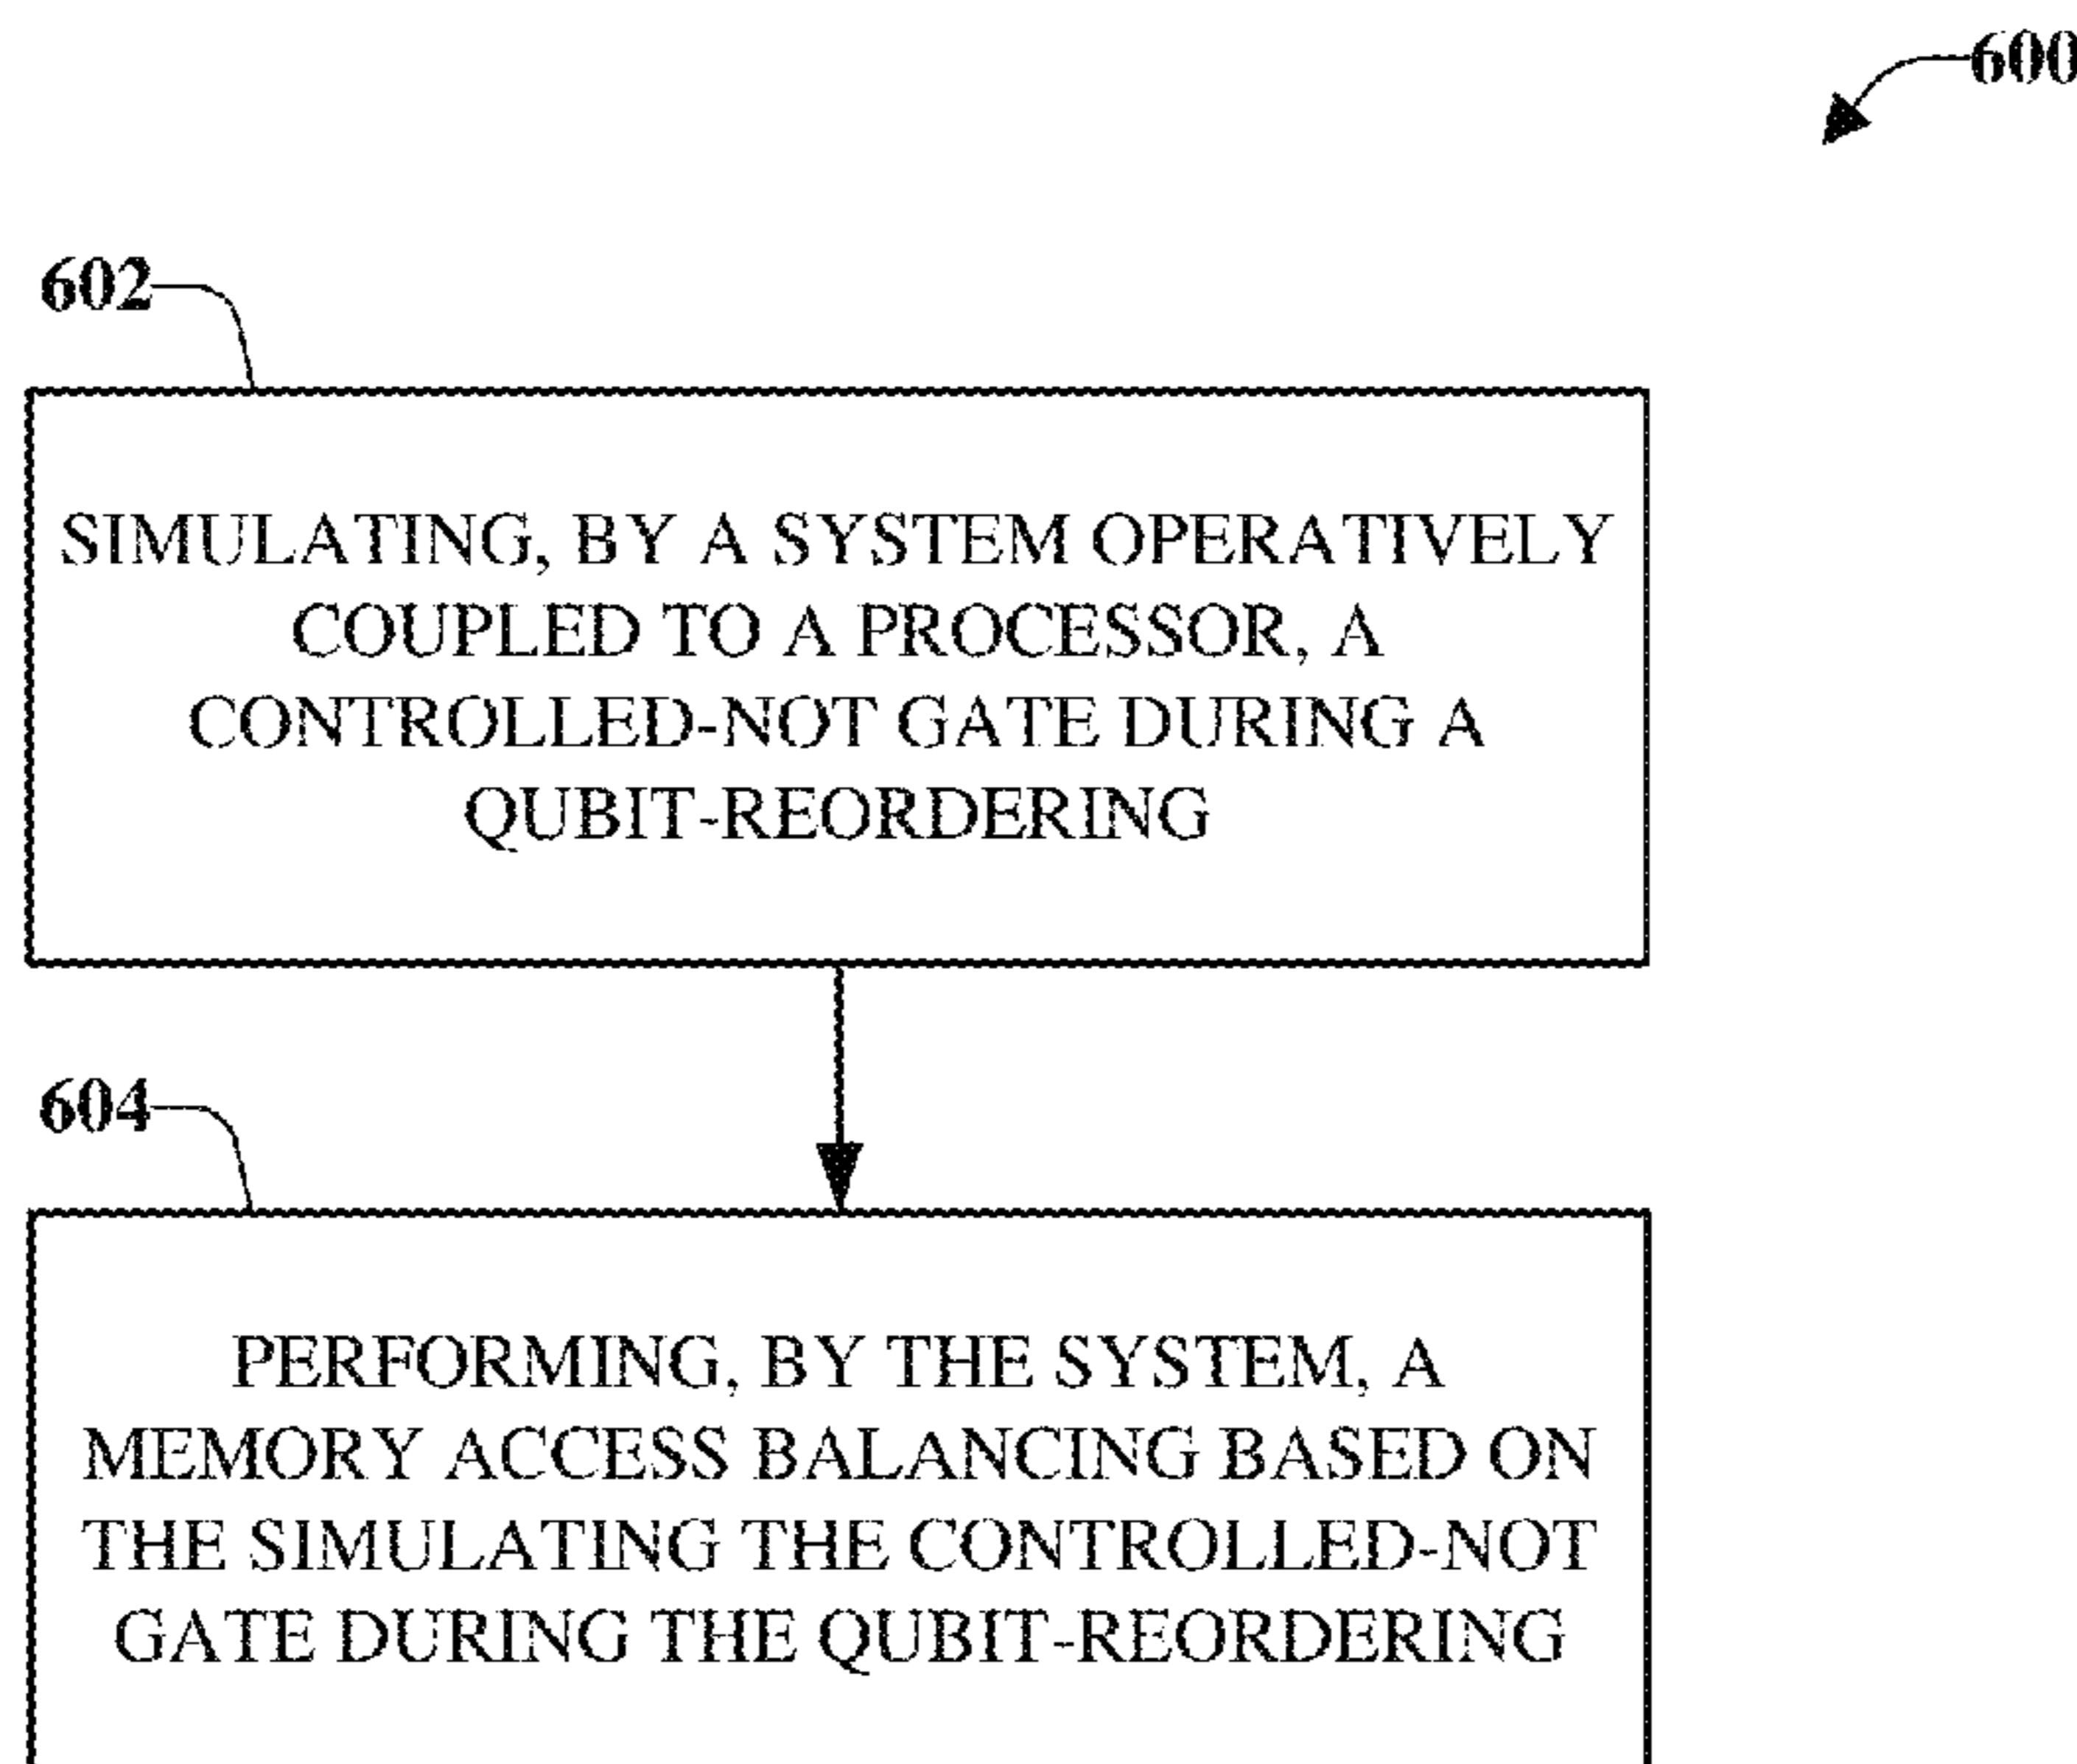 600
602
SIMULATING, BY A SYSTEM OPERATIVELY
COUPLED TO A PROCESSOR, A
CONTROLLED-NOT GATE DURING A
QUBIT-REORDERING
604
PERFORMING, BY THE SYSTEM, A
MEMORY ACCESS BALANCING BASED ON
THE SIMULATING THE CONTROLLED-NOT
GATE DURING THE QUBIT-REORDERING